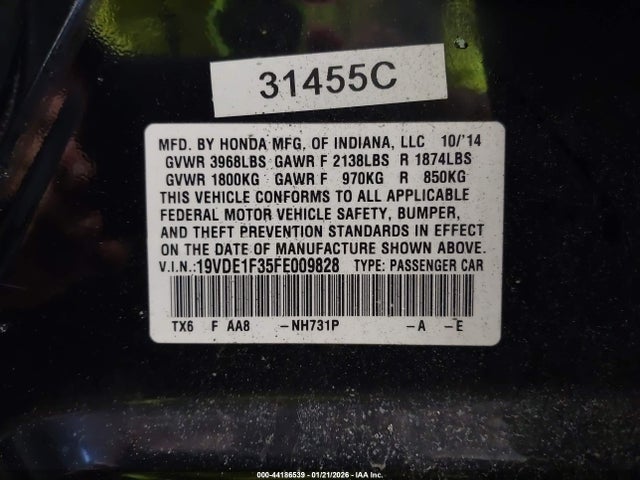 31455C
MFD. BY HONDA MFG. OF INDIANA, LLC 10/'14
GVWR 3968LBS GAWR F 2138LBS R 1874LBS
GVWR 1800KG GAWR F 970KG R 850KG
THIS VEHICLE CONFORMS TO ALL APPLICABLE
FEDERAL MOTOR VEHICLE SAFETY, BUMPER,
AND THEFT PREVENTION STANDARDS IN EFFECT
ON THE DATE OF MANUFACTURE SHOWN ABOVE.
V.I.N.: 19VDE1F35FE009828 TYPE: PASSENGER CAR
TX6 F AA8 -NH731P -A -E
000-44186539 - 01/21/2026 - IAA Inc.